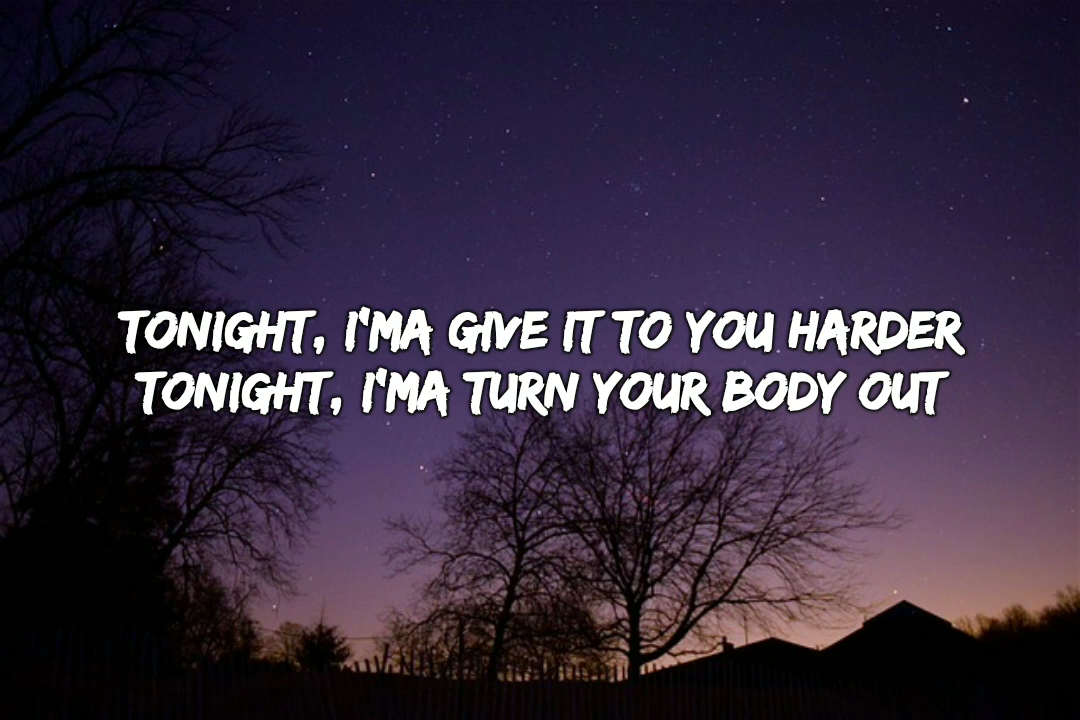 TONIGHT, I'MA GIVE IT TO YOU HARDER
TONIGHT, I'MA TURN YOUR BODY OUT